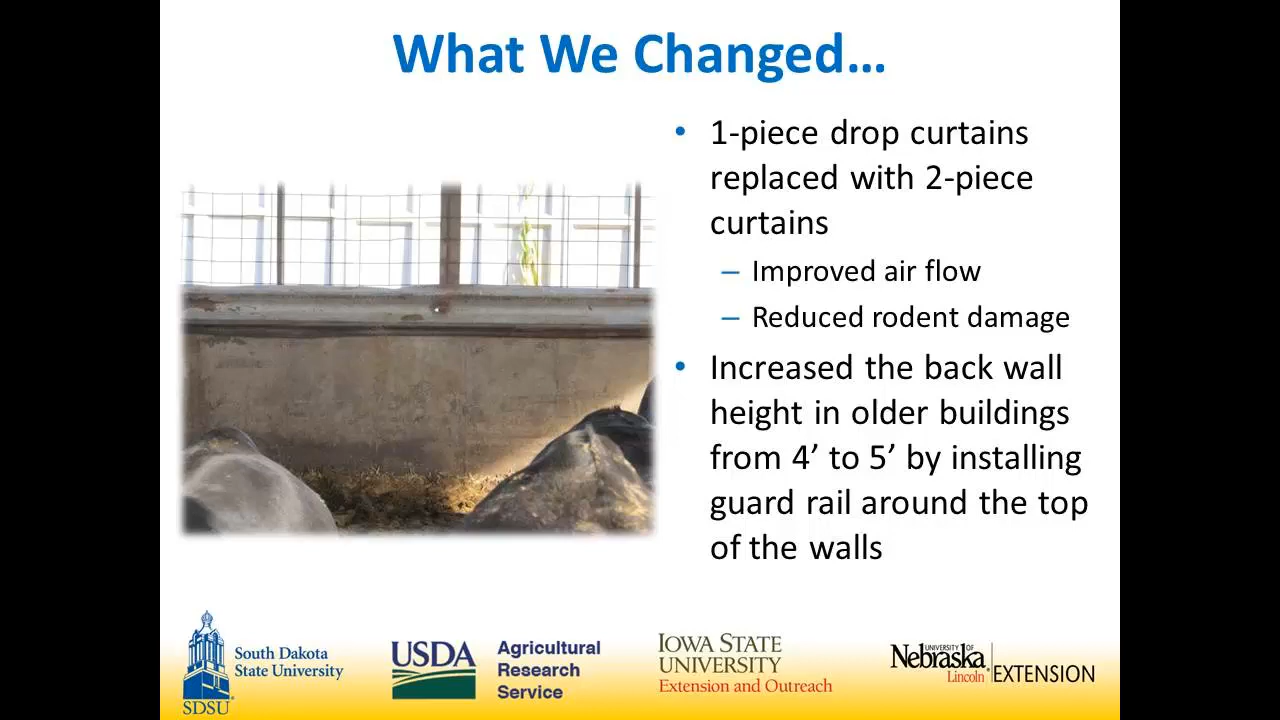 What We Changed...
• 1-piece drop curtains
replaced with 2-piece
curtains
– Improved air flow
– Reduced rodent damage
• Increased the back wall
height in older buildings
from 4’ to 5’ by installing
guard rail around the top
of the walls
South Dakota
State University
SDSU
USDA
Agricultural
Research
Service
IOWA STATE
UNIVERSITY
Extension and Outreach
UNIVERSITY OF
Nebraska
Lincoln
EXTENSION